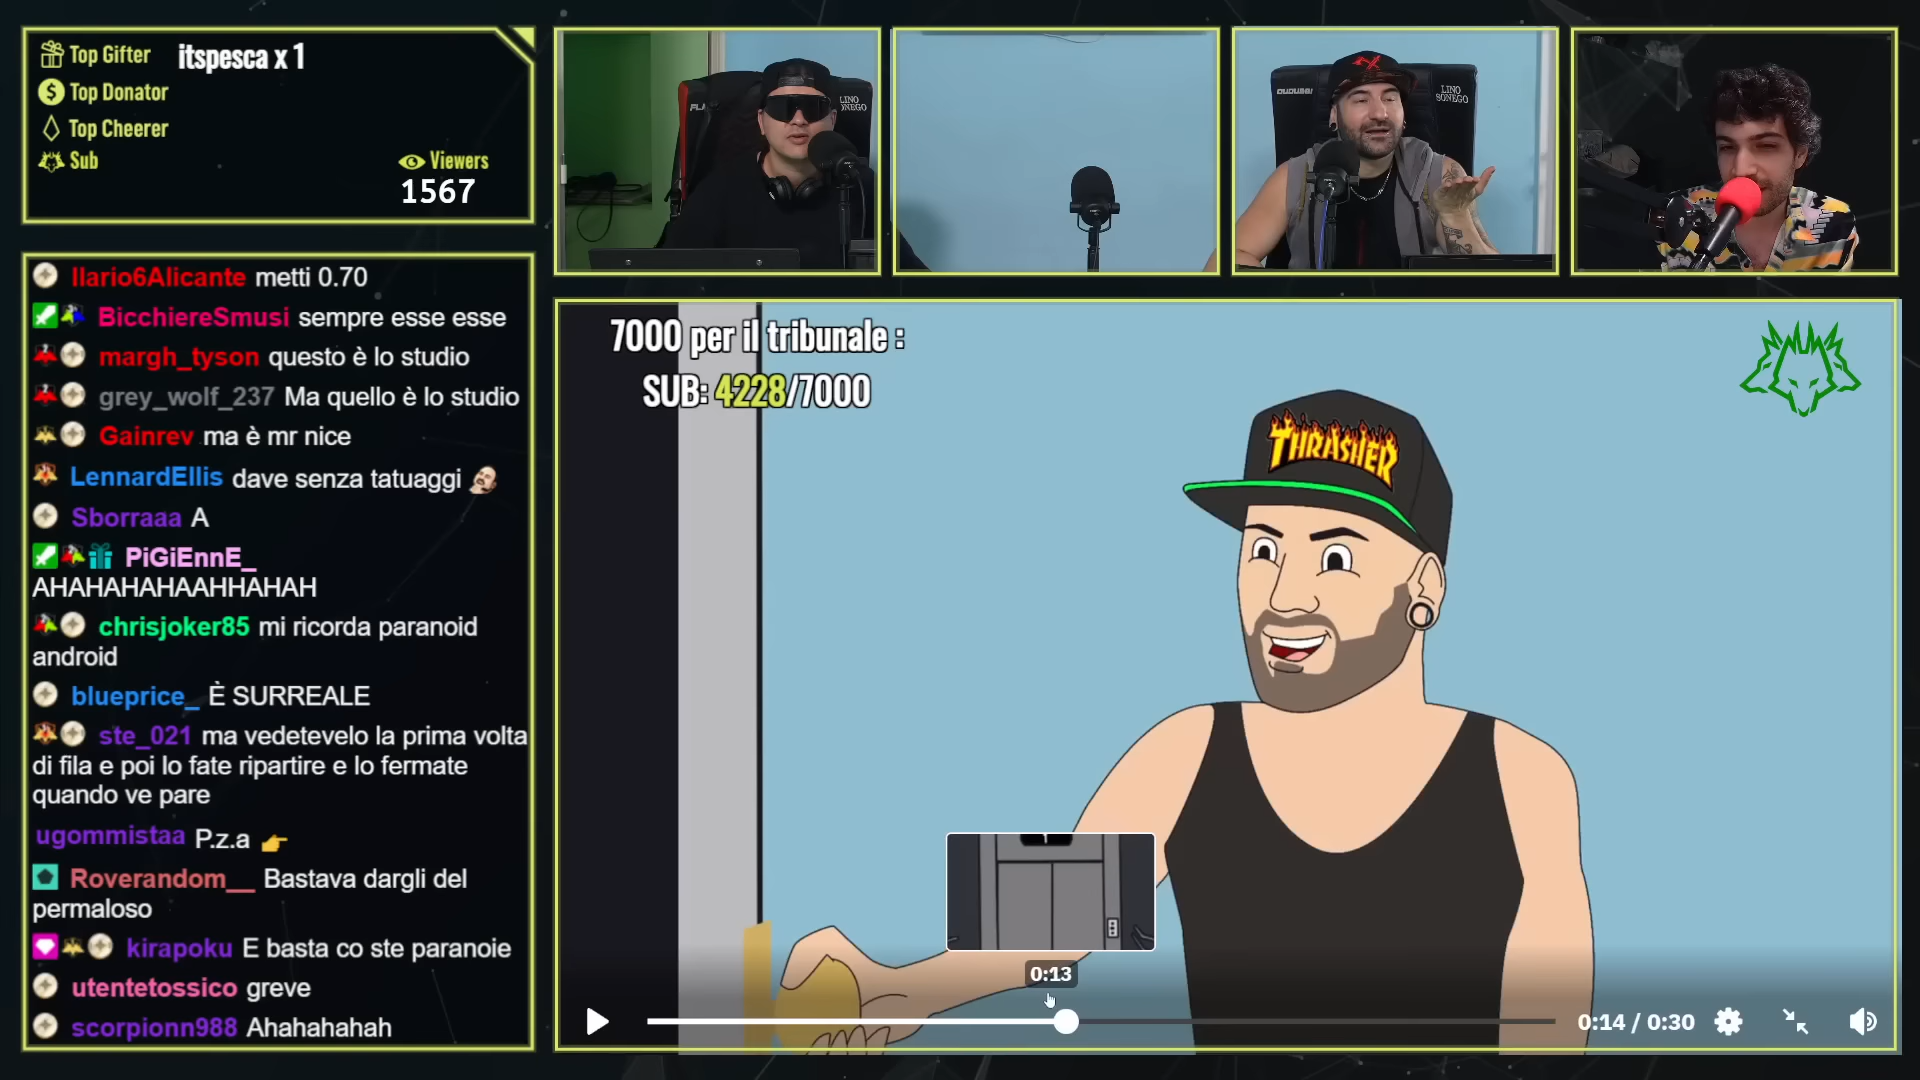 Top Gifter itspesca x 1
Top Donator
Top Cheerer
Sub
Viewers
1567
Ilario6Alicante metti 0.70
BicchiereSmusi sempre esse esse
margh_tyson questo è lo studio
grey_wolf_237 Ma quello è lo studio
Gainrev ma è mr nice
LennardEllis dave senza tatuaggi
Sborraaa A
PiGiEnnE_
AHAHAHAHAAHHAHAH
chrisjoker85 mi ricorda paranoid
android
blueprice_ È SURREALE
ste_021 ma vedetevelo la prima volta
di fila e poi lo fate ripartire e lo fermate
quando ve pare
ugommistaa P.z.a
Roverandom__ Bastava dargli del
permaloso
kirapoku E basta co ste paranoie
utentetossico greve
scorpionn988 Ahahahahah
LINO
SONEGO
7000 per il tribunale :
SUB: 4228/7000
THRASHER
0:13
0:14 / 0:30